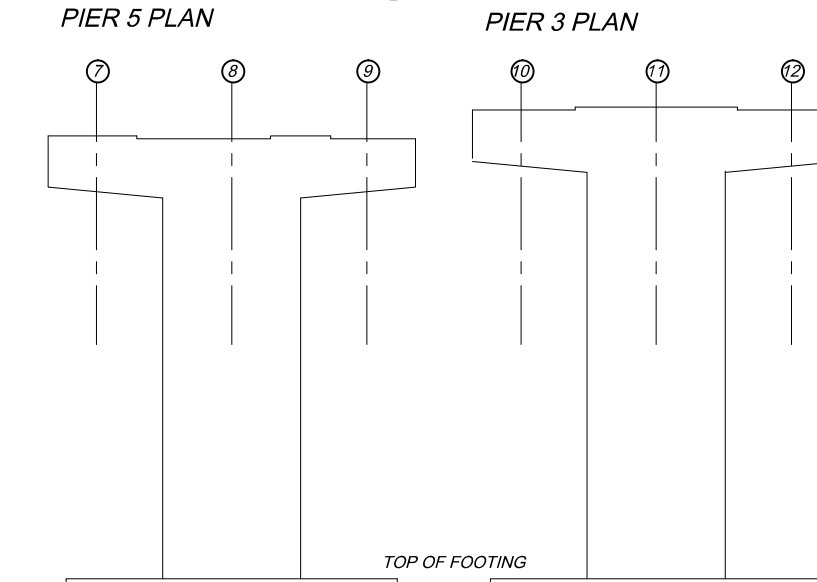 PIER 5 PLAN
PIER 3 PLAN
7 8 9
10 11 12
TOP OF FOOTING